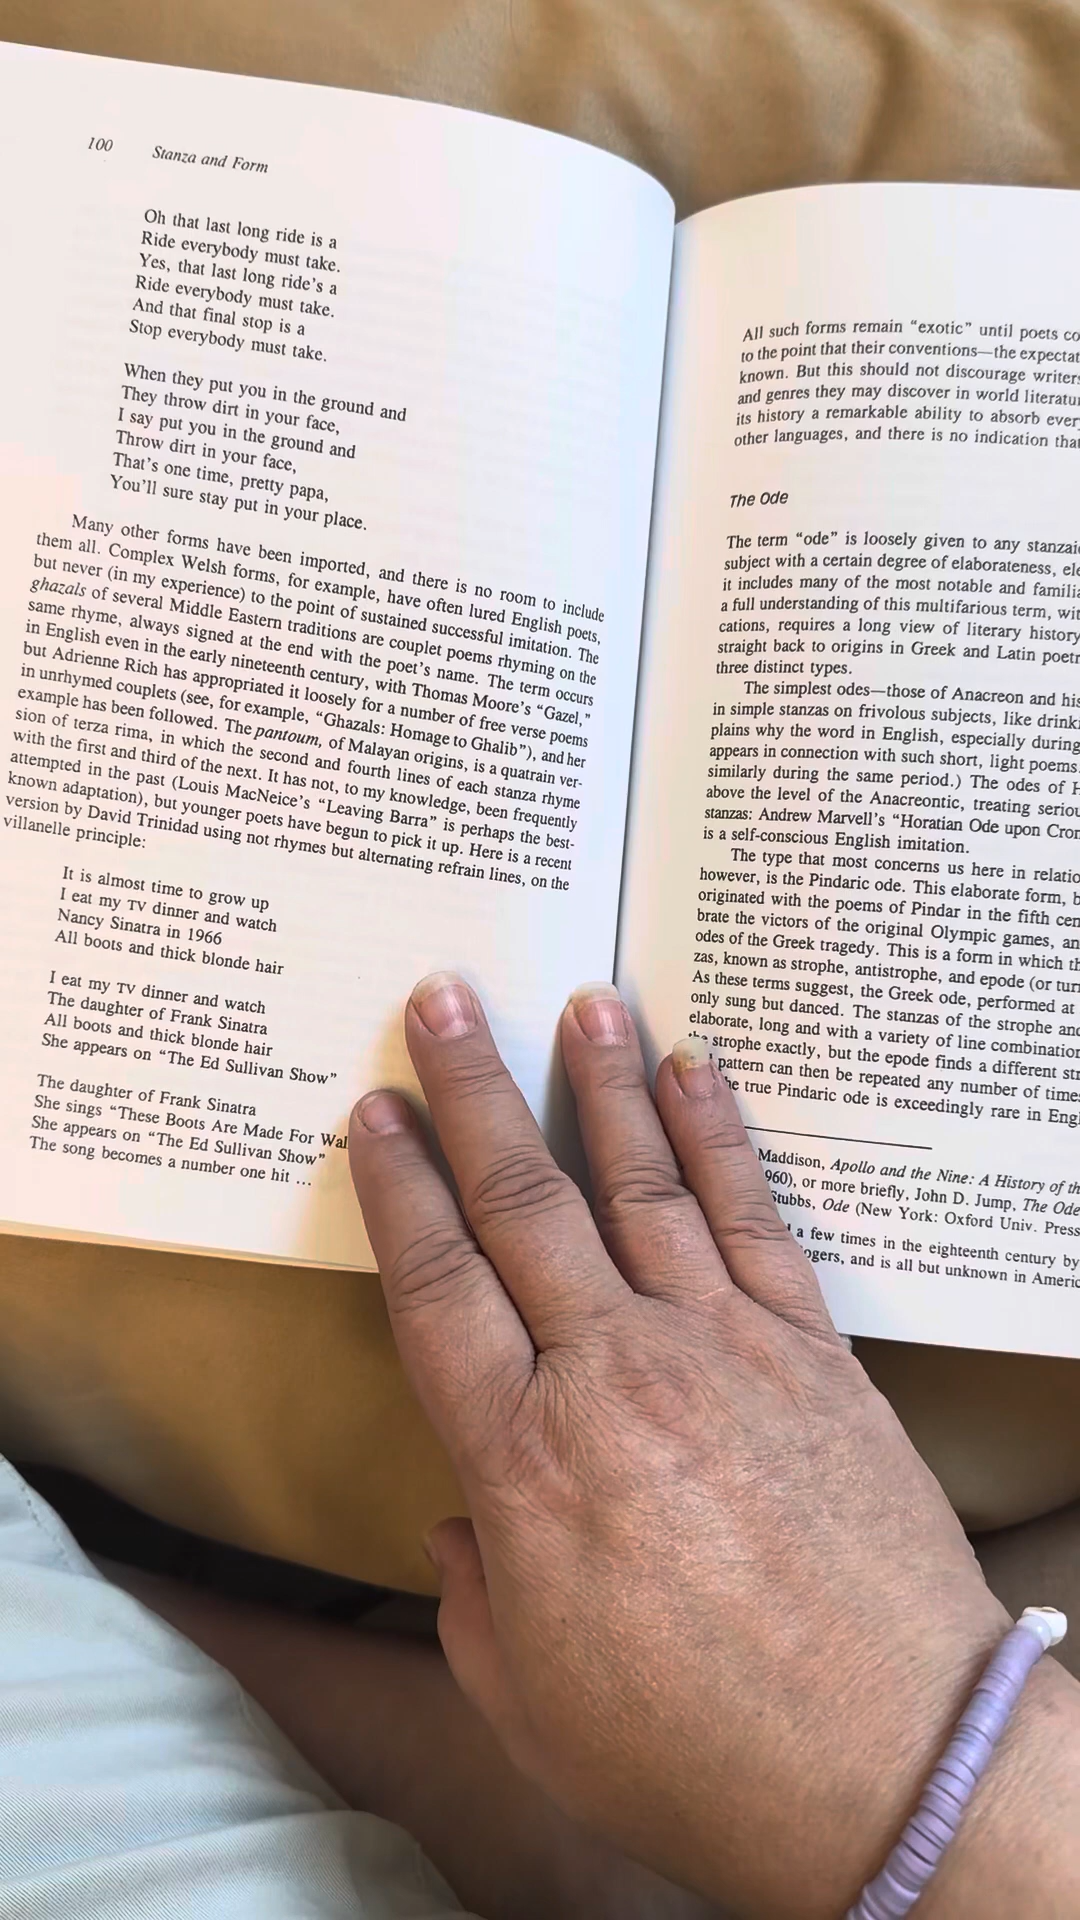 100 Stanza and Form
Oh that last long ride is a
Ride everybody must take.
Yes, that last long ride's a
Ride everybody must take.
And that final stop is a
Stop everybody must take.
When they put you in the ground and
They throw dirt in your face,
I say put you in the ground and
Throw dirt in your face,
That's one time, pretty papa,
You'll sure stay put in your place.
Many other forms have been imported, and there is no room to include
them all. Complex Welsh forms, for example, have often lured English poets,
but never (in my experience) to the point of sustained successful imitation. The
ghazals of several Middle Eastern traditions are couplet poems rhyming on the
same rhyme, always signed at the end with the poet's name. The term occurs
in English even in the early nineteenth century, with Thomas Moore's "Gazel,"
but Adrienne Rich has appropriated it loosely for a number of free verse poems
in unrhymed couplets (see, for example, "Ghazals: Homage to Ghalib"), and her
example has been followed. The pantoum, of Malayan origins, is a quatrain ver-
sion of terza rima, in which the second and fourth lines of each stanza rhyme
with the first and third of the next. It has not, to my knowledge, been frequently
attempted in the past (Louis MacNeice's "Leaving Barra" is perhaps the best-
known adaptation), but younger poets have begun to pick it up. Here is a recent
version by David Trinidad using not rhymes but alternating refrain lines, on the
villanelle principle:
It is almost time to grow up
I eat my TV dinner and watch
Nancy Sinatra in 1966
All boots and thick blonde hair
I eat my TV dinner and watch
The daughter of Frank Sinatra
All boots and thick blonde hair
She appears on "The Ed Sullivan Show"
The daughter of Frank Sinatra
She sings "These Boots Are Made For Wal
She appears on "The Ed Sullivan Show"
The song becomes a number one hit ...
All such forms remain "exotic" until poets co
to the point that their conventions—the expectat
known. But this should not discourage writers
and genres they may discover in world literatu
its history a remarkable ability to absorb ever
other languages, and there is no indication that
The Ode
The term "ode" is loosely given to any stanzaic
subject with a certain degree of elaborateness, ele
it includes many of the most notable and familia
a full understanding of this multifarious term, wit
cations, requires a long view of literary history
straight back to origins in Greek and Latin poetr
three distinct types.
The simplest odes—those of Anacreon and his
in simple stanzas on frivolous subjects, like drinki
plains why the word in English, especially during
appears in connection with such short, light poems.
similarly during the same period.) The odes of H
above the level of the Anacreontic, treating seriou
stanzas: Andrew Marvell's "Horatian Ode upon Crom
is a self-conscious English imitation.
The type that most concerns us here in relatio
however, is the Pindaric ode. This elaborate form, b
originated with the poems of Pindar in the fifth cen
brate the victors of the original Olympic games, an
odes of the Greek tragedy. This is a form in which th
zas, known as strophe, antistrophe, and epode (or turn
As these terms suggest, the Greek ode, performed at
only sung but danced. The stanzas of the strophe and
elaborate, long and with a variety of line combination
the strophe exactly, but the epode finds a different str
pattern can then be repeated any number of times
he true Pindaric ode is exceedingly rare in Engl
Maddison, Apollo and the Nine: A History of th
960), or more briefly, John D. Jump, The Ode
Stubbs, Ode (New York: Oxford Univ. Press
a few times in the eighteenth century by
ogers, and is all but unknown in Americ